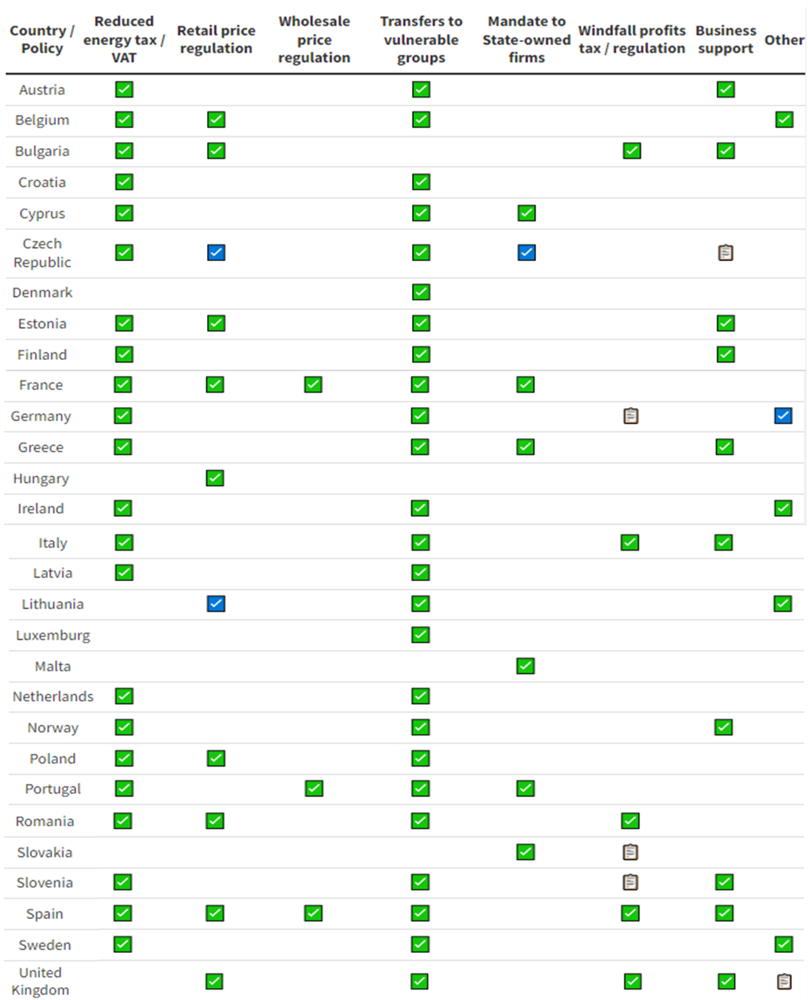 Country / Policy
Reduced energy tax / VAT
Retail price regulation
Wholesale price regulation
Transfers to vulnerable groups
Mandate to State-owned firms
Windfall profits tax / regulation
Business support
Other
Austria
Belgium
Bulgaria
Croatia
Cyprus
Czech
Republic
Denmark
Estonia
Finland
France
Germany
Greece
Hungary
Ireland
Italy
Latvia
Lithuania
Luxemburg
Malta
Netherlands
Norway
Poland
Portugal
Romania
Slovakia
Slovenia
Spain
Sweden
United
Kingdom